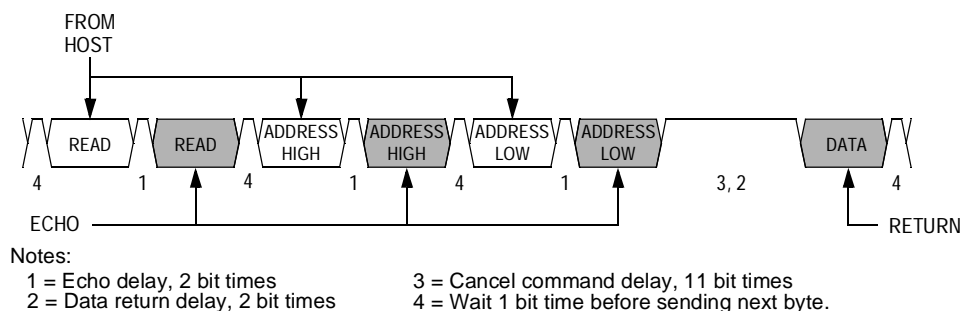 FROM
HOST
READ READ ADDRESS HIGH ADDRESS HIGH ADDRESS LOW ADDRESS LOW DATA
4 1 4 1 4 1 3, 2 4
ECHO RETURN
Notes:
1 = Echo delay, 2 bit times 3 = Cancel command delay, 11 bit times
2 = Data return delay, 2 bit times 4 = Wait 1 bit time before sending next byte.